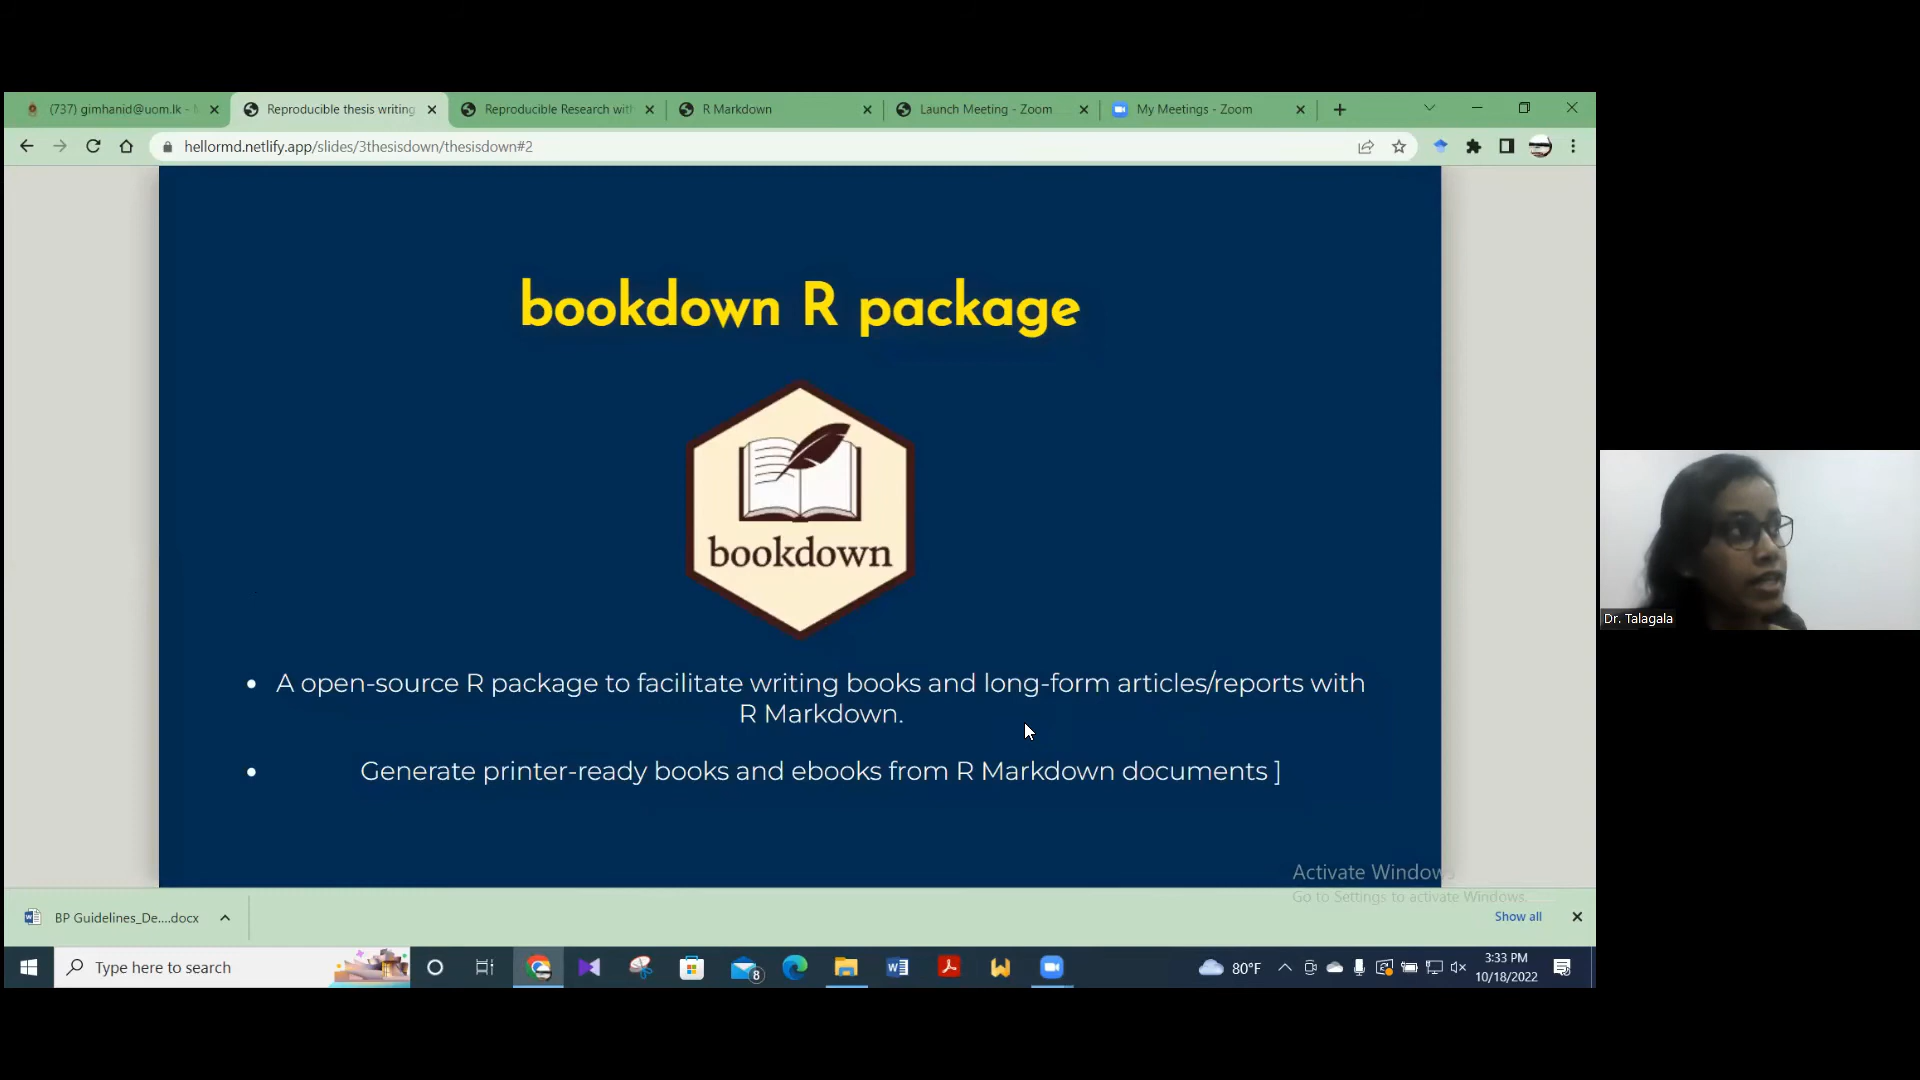 (737) gimhanid@uom.lk -
Reproducible thesis writing
Reproducible Research with
R Markdown
Launch Meeting - Zoom
My Meetings - Zoom
hellormd.netlify.app/slides/3thesisdown/thesisdown#2
bookdown R package
bookdown
A open-source R package to facilitate writing books and long-form articles/reports with
R Markdown.
Generate printer-ready books and ebooks from R Markdown documents ]
Dr. Talagala
Activate Windows
Go to Settings to activate Windows.
BP Guidelines_De....docx
Show all
Type here to search
8
80°F
3:33 PM
10/18/2022